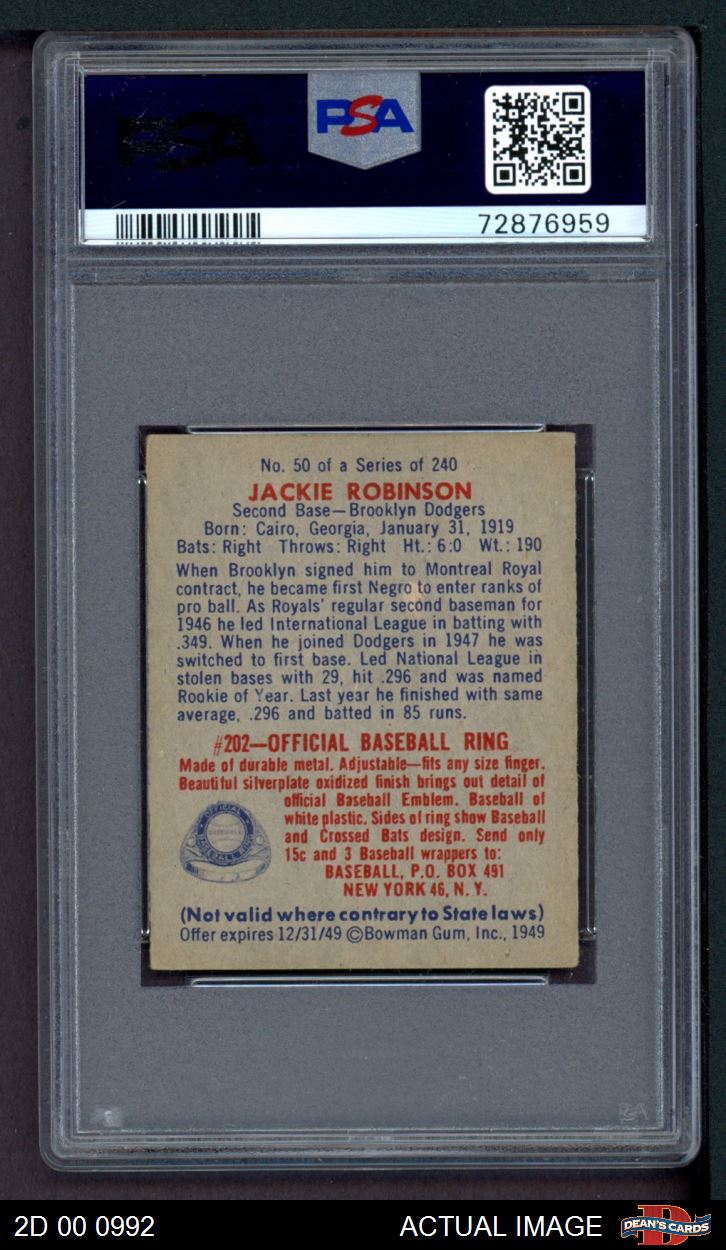 PSA
PSA
72876959
No. 50 of a Series of 240
JACKIE ROBINSON
Second Base—Brooklyn Dodgers
Born: Cairo, Georgia, January 31, 1919
Bats: Right Throws: Right Ht.: 6:0 Wt.: 190
When Brooklyn signed him to Montreal Royal
contract, he became first Negro to enter ranks of
pro ball. As Royals' regular second baseman for
1946 he led International League in batting with
.349. When he joined Dodgers in 1947 he was
switched to first base. Led National League in
stolen bases with 29, hit .296 and was named
Rookie of Year. Last year he finished with same
average, .296 and batted in 85 runs.
#202—OFFICIAL BASEBALL RING
Made of durable metal. Adjustable—fits any size finger.
Beautiful silverplate oxidized finish brings out detail of
official Baseball Emblem. Baseball of
white plastic. Sides of ring show Baseball
and Crossed Bats design. Send only
15c and 3 Baseball wrappers to:
BASEBALL, P.O. BOX 491
NEW YORK 46, N. Y.
OFFICIAL
BASEBALL
BASEBALL RING
(Not valid where contrary to State laws)
Offer expires 12/31/49 ©Bowman Gum, Inc., 1949
2D 00 0992
ACTUAL IMAGE
DEAN'S CARDS